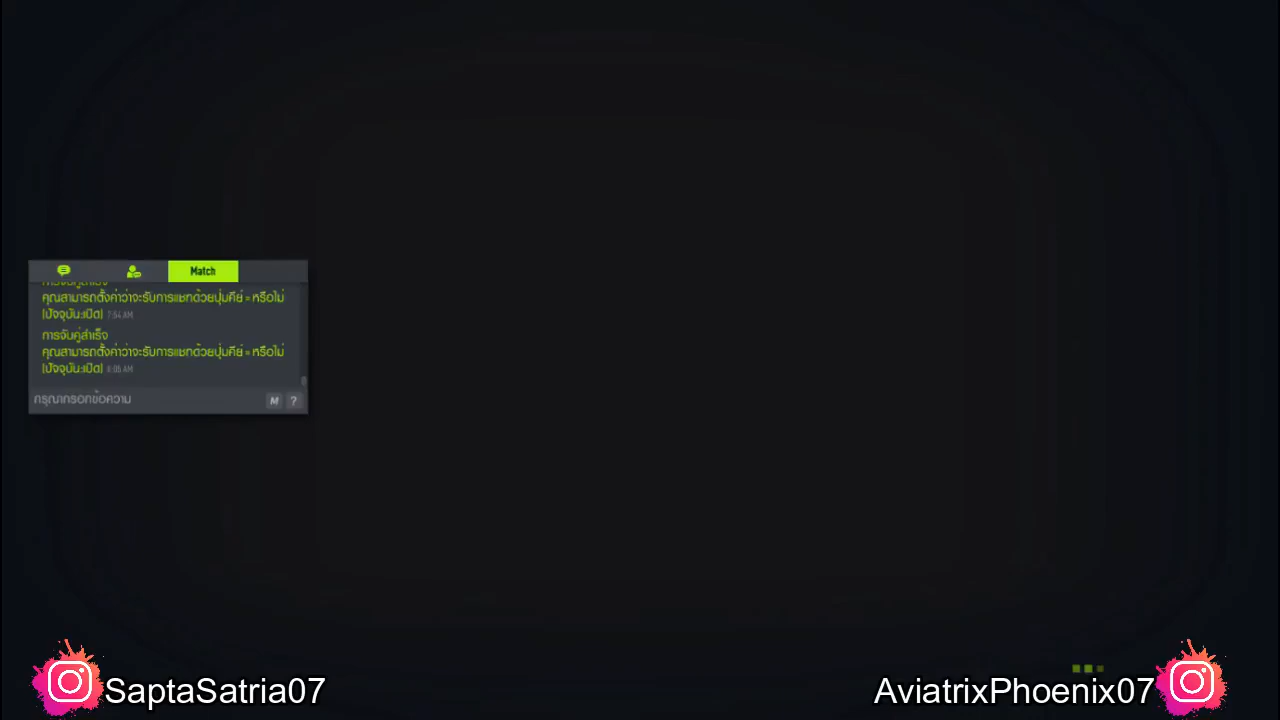 Match
การจับคู่สำเร็จ
คุณสามารถตั้งค่าว่าจะรับการแชทด้วยปุ่มคีย์ = หรือไม่
(ปัจจุบัน:เปิด) 7:54 AM
การจับคู่สำเร็จ
คุณสามารถตั้งค่าว่าจะรับการแชทด้วยปุ่มคีย์ = หรือไม่
(ปัจจุบัน:เปิด) 8:05 AM
กรุณากรอกข้อความ M ?
SaptaSatria07
AviatrixPhoenix07